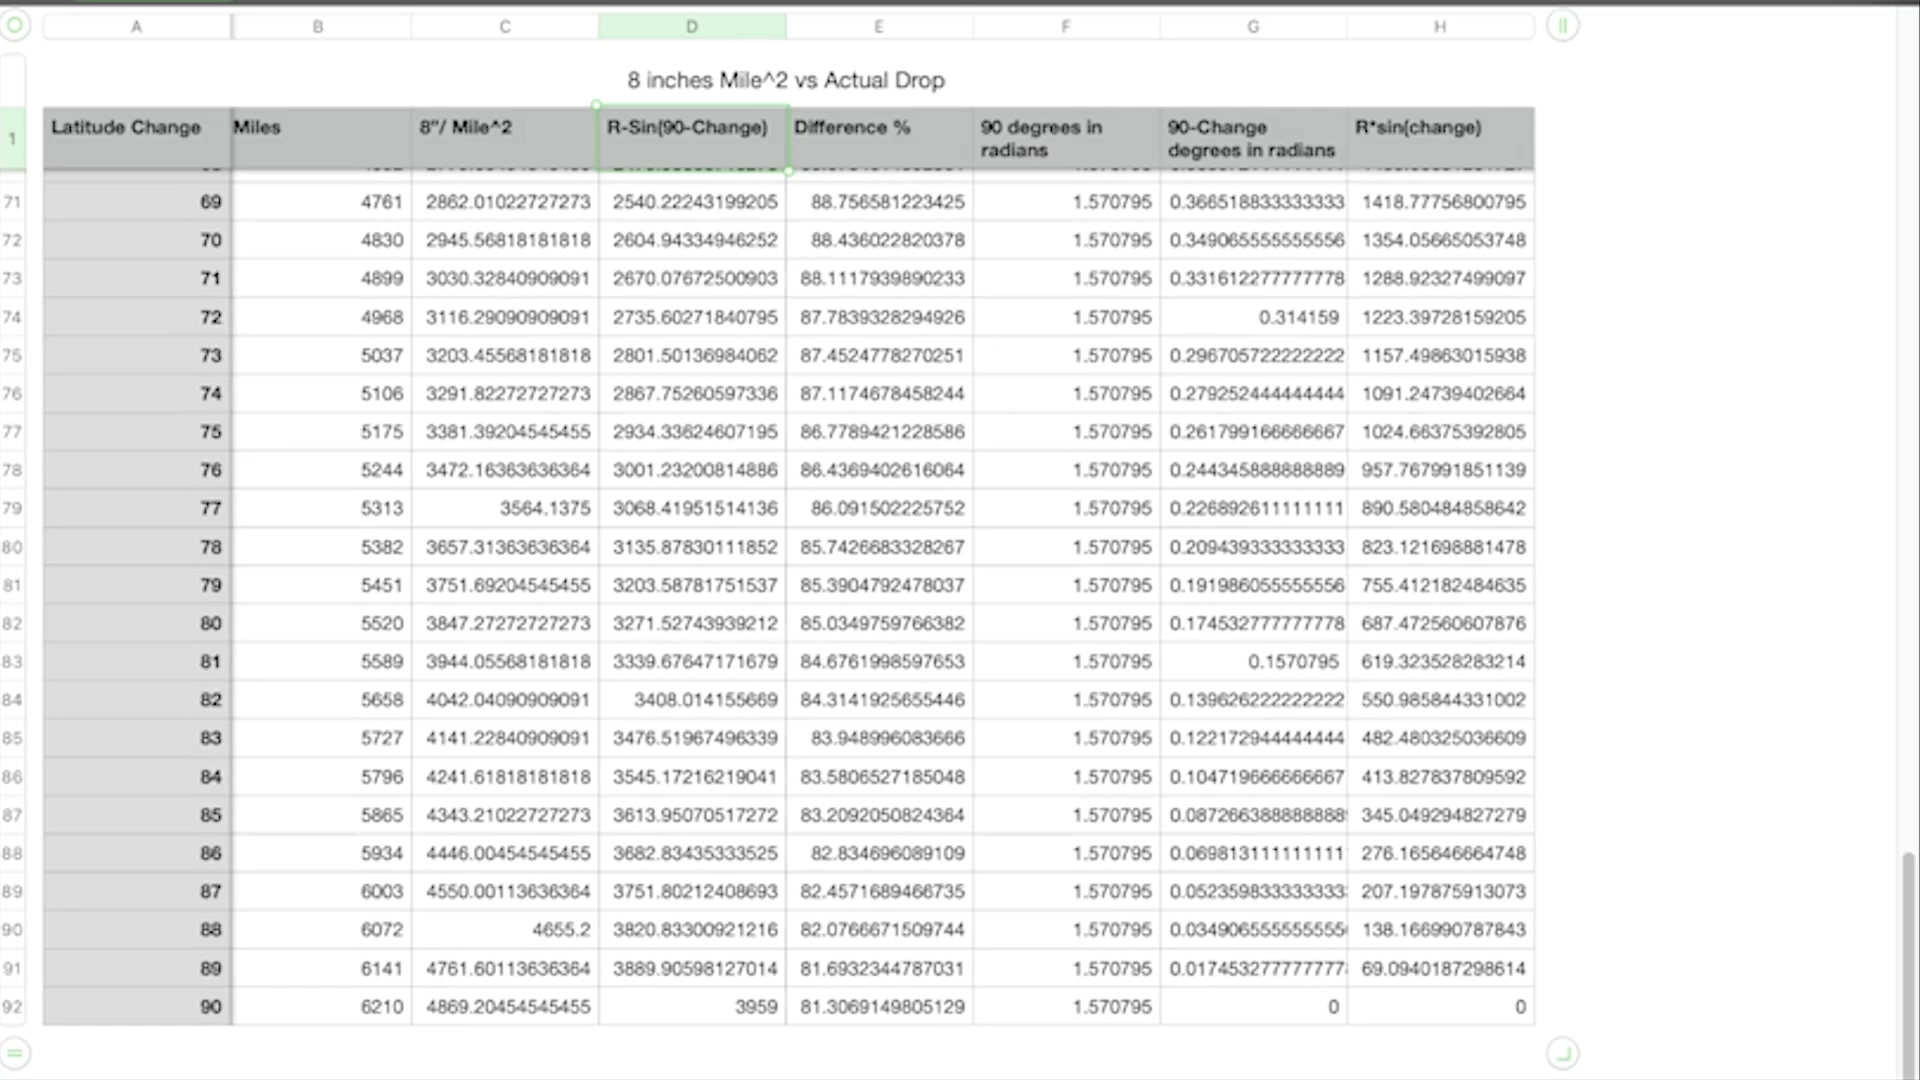 A B C D E F G H
8 inches Mile^2 vs Actual Drop
1 Latitude Change Miles 8"/ Mile^2 R-Sin(90-Change) Difference % 90 degrees in radians 90-Change degrees in radians R*sin(change)
71 69 4761 2862.01022727273 2540.22243199205 88.756581223425 1.570795 0.366518833333333 1418.77756800795
72 70 4830 2945.56818181818 2604.94334946252 88.436022820378 1.570795 0.349065555555556 1354.05665053748
73 71 4899 3030.32840909091 2670.07672500903 88.1117939890233 1.570795 0.331612277777778 1288.92327499097
74 72 4968 3116.29090909091 2735.60271840795 87.7839328294926 1.570795 0.314159 1223.39728159205
75 73 5037 3203.45568181818 2801.50136984062 87.4524778270251 1.570795 0.296705722222222 1157.49863015938
76 74 5106 3291.82272727273 2867.75260597336 87.1174678458244 1.570795 0.279252444444444 1091.24739402664
77 75 5175 3381.39204545455 2934.33624607195 86.7789421228586 1.570795 0.261799166666667 1024.66375392805
78 76 5244 3472.16363636364 3001.23200814886 86.4369402616064 1.570795 0.244345888888889 957.767991851139
79 77 5313 3564.1375 3068.41951514136 86.091502225752 1.570795 0.226892611111111 890.580484858642
80 78 5382 3657.31363636364 3135.87830111852 85.7426683328267 1.570795 0.209439333333333 823.121698881478
81 79 5451 3751.69204545455 3203.58781751537 85.3904792478037 1.570795 0.191986055555556 755.412182484635
82 80 5520 3847.27272727273 3271.52743939212 85.0349759766382 1.570795 0.174532777777778 687.472560607876
83 81 5589 3944.05568181818 3339.67647171679 84.6761998597653 1.570795 0.1570795 619.323528283214
84 82 5658 4042.04090909091 3408.014155669 84.3141925655446 1.570795 0.139626222222222 550.985844331002
85 83 5727 4141.22840909091 3476.51967496339 83.948996083666 1.570795 0.122172944444444 482.480325036609
86 84 5796 4241.61818181818 3545.17216219041 83.5806527185048 1.570795 0.104719666666667 413.827837809592
87 85 5865 4343.21022727273 3613.95070517272 83.2092050824364 1.570795 0.0872663888888889 345.049294827279
88 86 5934 4446.00454545455 3682.83435333525 82.834696089109 1.570795 0.069813111111111 276.165646664748
89 87 6003 4550.00113636364 3751.80212408693 82.4571689466735 1.570795 0.0523598333333333 207.197875913073
90 88 6072 4655.2 3820.83300921216 82.0766671509744 1.570795 0.0349065555555556 138.166990787843
91 89 6141 4761.60113636364 3889.90598127014 81.6932344787031 1.570795 0.017453277777777 69.0940187298614
92 90 6210 4869.20454545455 3959 81.3069149805129 1.570795 0 0